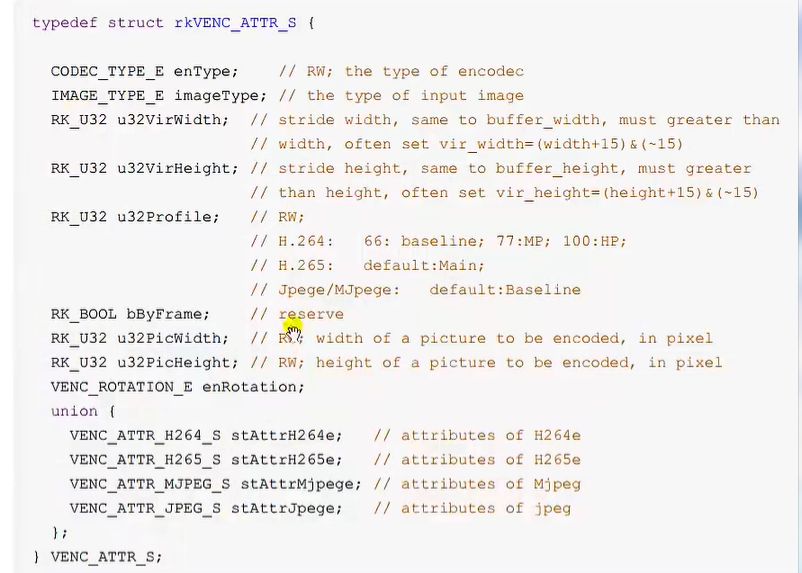 typedef struct rkVENC_ATTR_S {
CODEC_TYPE_E enType; // RW; the type of encodec
IMAGE_TYPE_E imageType; // the type of input image
RK_U32 u32VirWidth; // stride width, same to buffer_width, must greater than
// width, often set vir_width=(width+15)&(~15)
RK_U32 u32VirHeight; // stride height, same to buffer_height, must greater
// than height, often set vir_height=(height+15)&(~15)
RK_U32 u32Profile; // RW;
// H.264: 66: baseline; 77:MP; 100:HP;
// H.265: default:Main;
// Jpege/MJpege: default:Baseline
RK_BOOL bByFrame; // reserve
RK_U32 u32PicWidth; // RW; width of a picture to be encoded, in pixel
RK_U32 u32PicHeight; // RW; height of a picture to be encoded, in pixel
VENC_ROTATION_E enRotation;
union {
VENC_ATTR_H264_S stAttrH264e; // attributes of H264e
VENC_ATTR_H265_S stAttrH265e; // attributes of H265e
VENC_ATTR_MJPEG_S stAttrMjpege; // attributes of Mjpeg
VENC_ATTR_JPEG_S stAttrJpege; // attributes of jpeg
};
} VENC_ATTR_S;